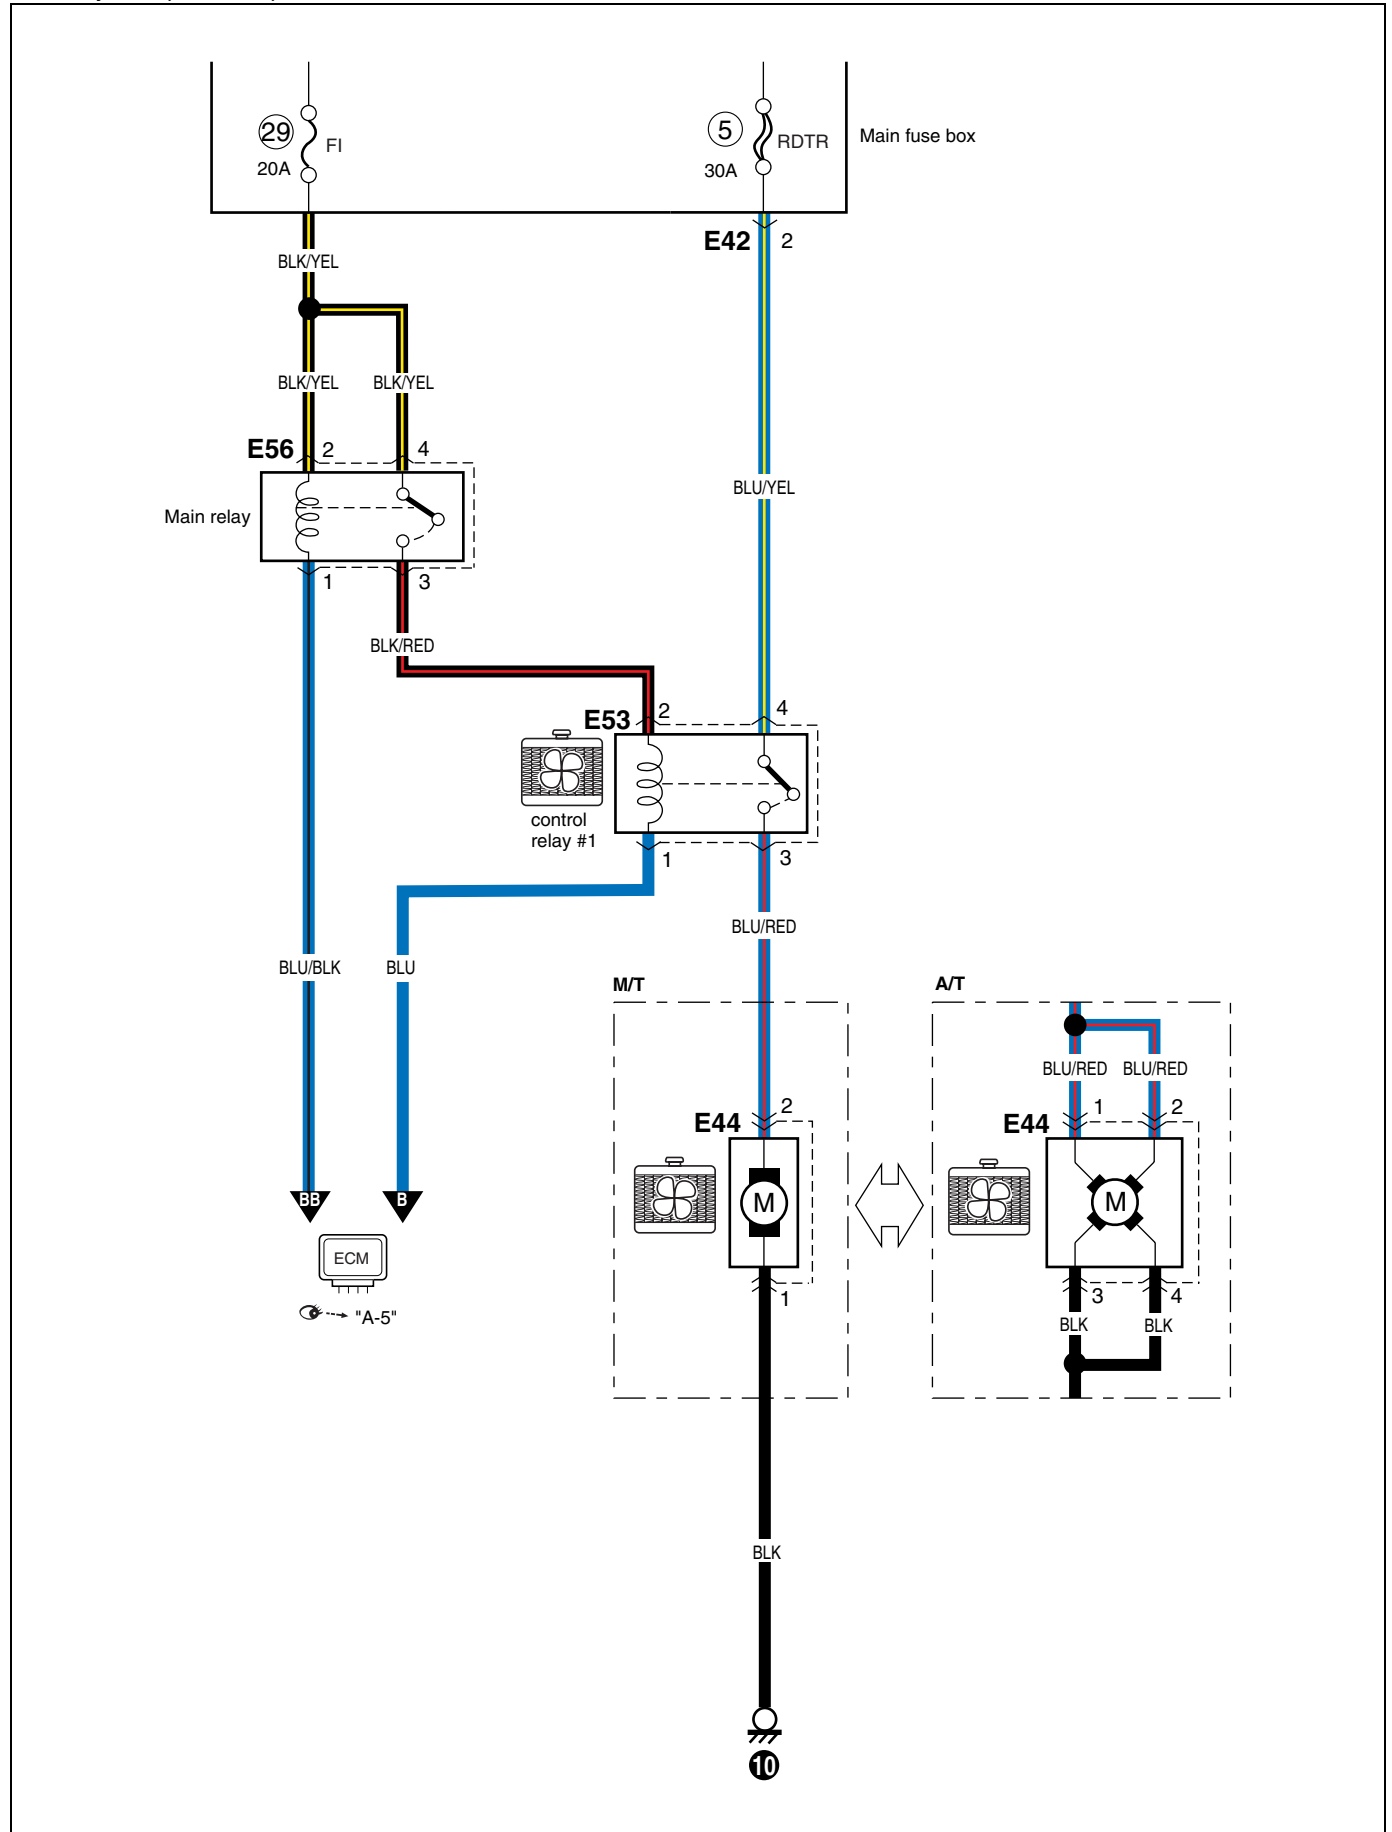 29
FI
20A
5
RDTR
30A
Main fuse box
E42
2
BLK/YEL
BLK/YEL
BLK/YEL
E56
2
4
BLU/YEL
Main relay
1
3
BLK/RED
E53
2
4
control
relay #1
1
3
BLU/RED
BLU/BLK
BLU
M/T
A/T
BLU/RED
BLU/RED
E44
2
E44
1
2
BB
B
M
M
ECM
"A-5"
1
3
4
BLK
BLK
BLK
10